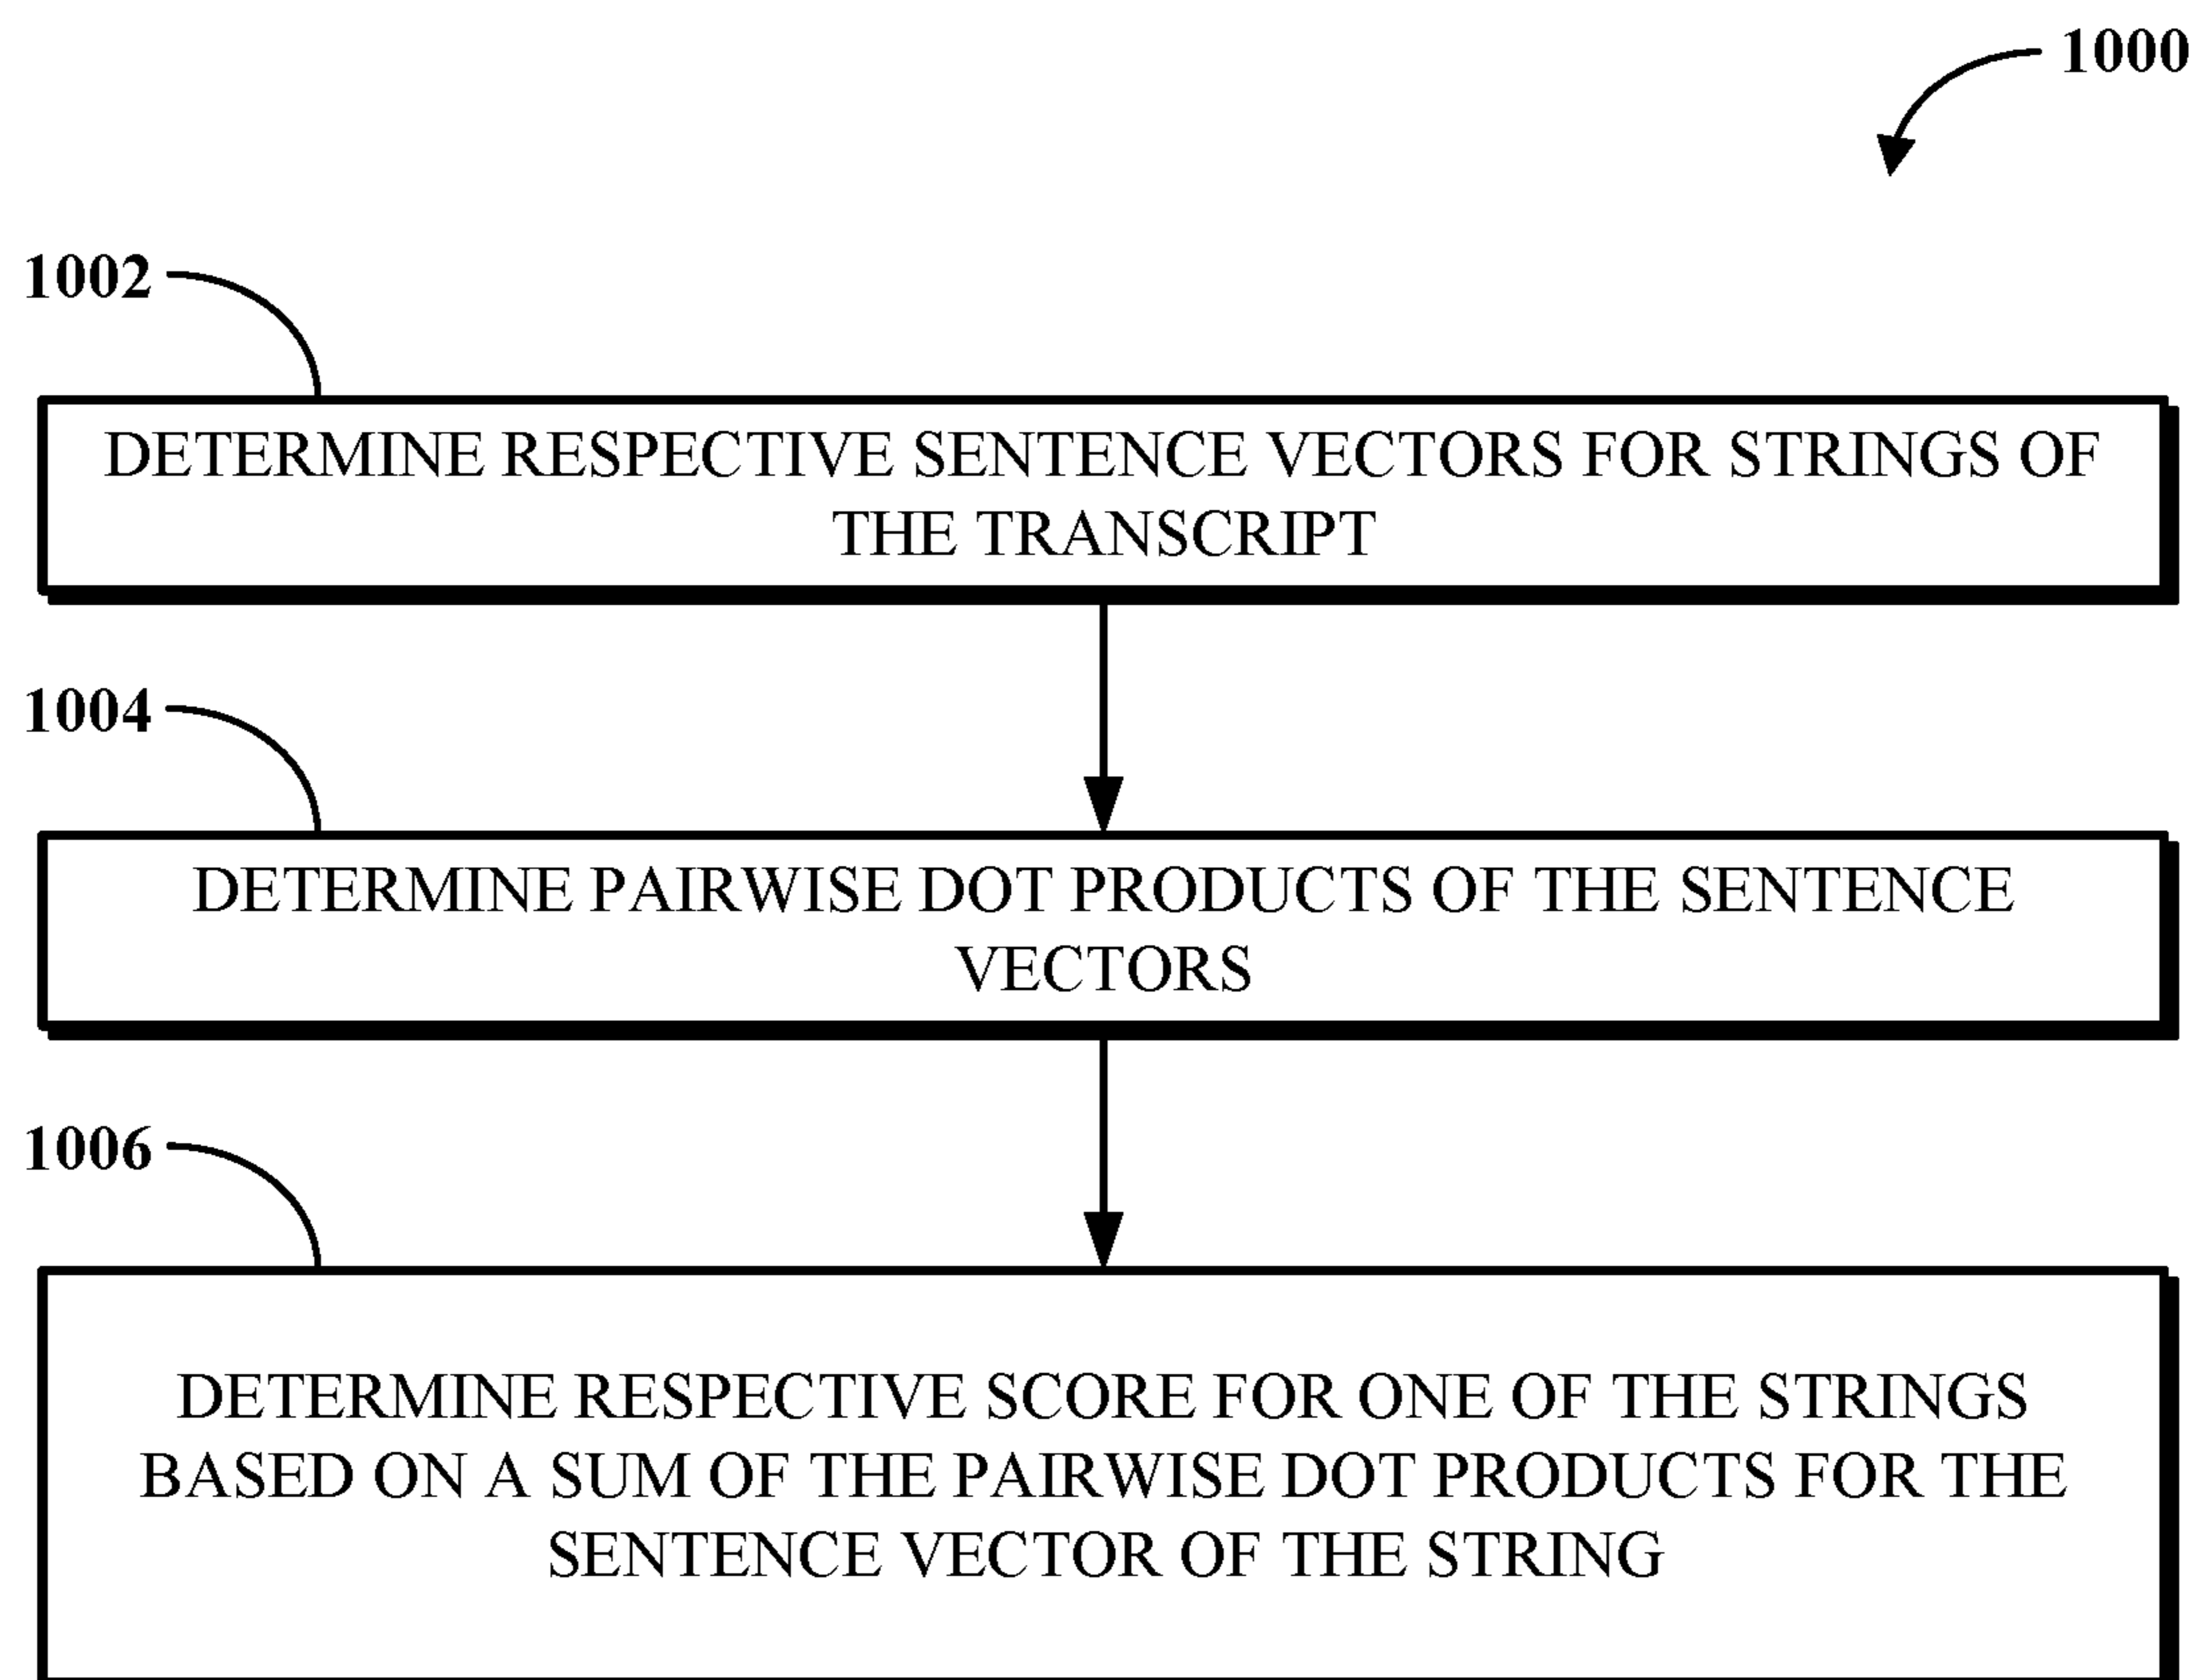 1000
1002
DETERMINE RESPECTIVE SENTENCE VECTORS FOR STRINGS OF
THE TRANSCRIPT
1004
DETERMINE PAIRWISE DOT PRODUCTS OF THE SENTENCE
VECTORS
1006
DETERMINE RESPECTIVE SCORE FOR ONE OF THE STRINGS
BASED ON A SUM OF THE PAIRWISE DOT PRODUCTS FOR THE
SENTENCE VECTOR OF THE STRING